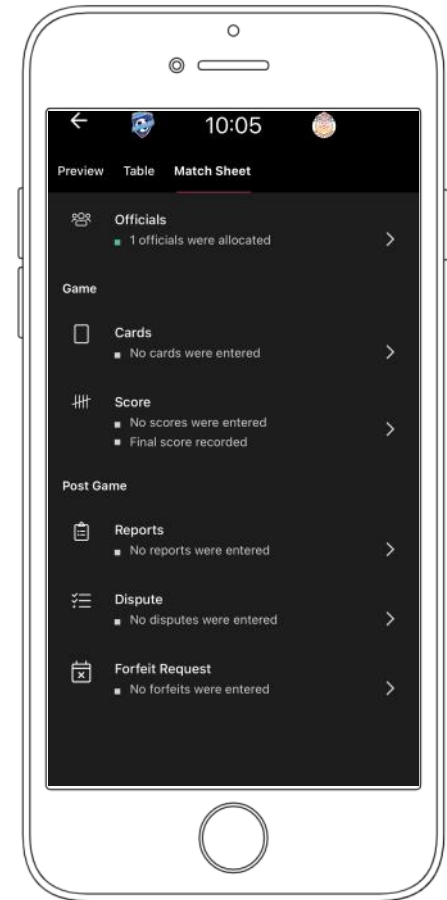 10:05
Preview Table Match Sheet
Officials
1 officials were allocated
Game
Cards
No cards were entered
Score
No scores were entered
Final score recorded
Post Game
Reports
No reports were entered
Dispute
No disputes were entered
Forfeit Request
No forfeits were entered